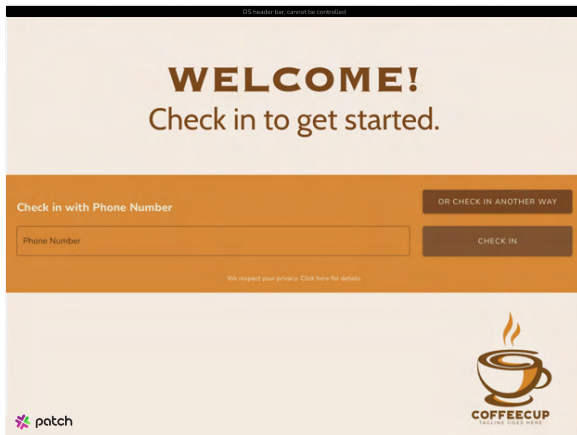 OS header bar, cannot be controlled
WELCOME!
Check in to get started.
Check in with Phone Number
OR CHECK IN ANOTHER WAY
Phone Number
CHECK IN
We respect your privacy. Click here for details.
patch
COFFEECUP
TAGLINE GOES HERE